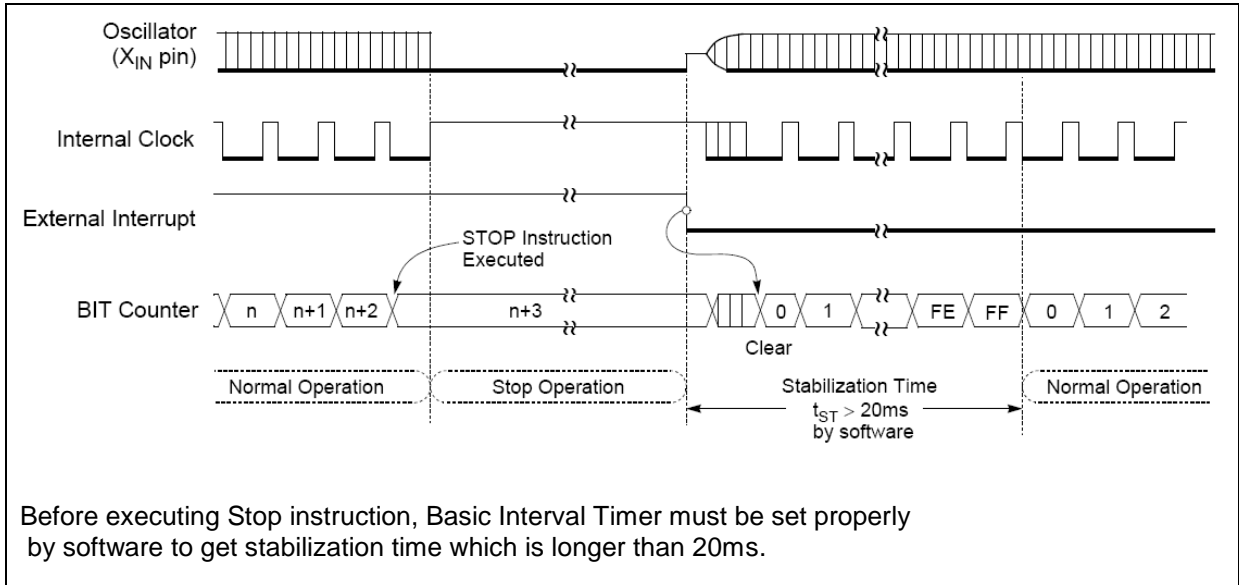 Oscillator
(XIN pin)
Internal Clock
External Interrupt
STOP Instruction
Executed
BIT Counter
n n+1 n+2 n+3 0 1 FE FF 0 1 2
Clear
Normal Operation Stop Operation Stabilization Time Normal Operation
tST > 20ms
by software
Before executing Stop instruction, Basic Interval Timer must be set properly
by software to get stabilization time which is longer than 20ms.